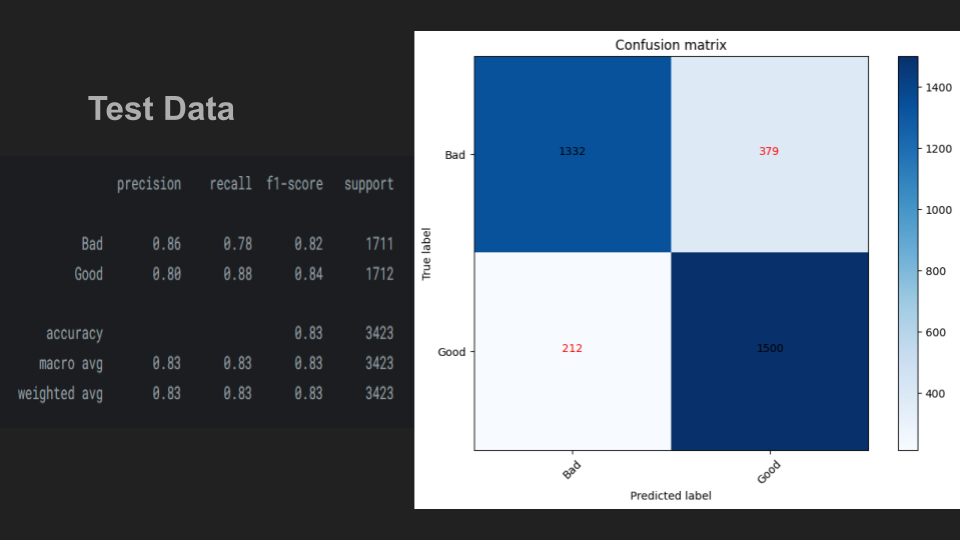 Test Data
precision recall f1-score support
Bad 0.86 0.78 0.82 1711
Good 0.80 0.88 0.84 1712
accuracy 0.83 3423
macro avg 0.83 0.83 0.83 3423
weighted avg 0.83 0.83 0.83 3423
Confusion matrix
True label
Bad
Good
1332 379
212 1500
Bad Good
Predicted label
1400
1200
1000
800
600
400